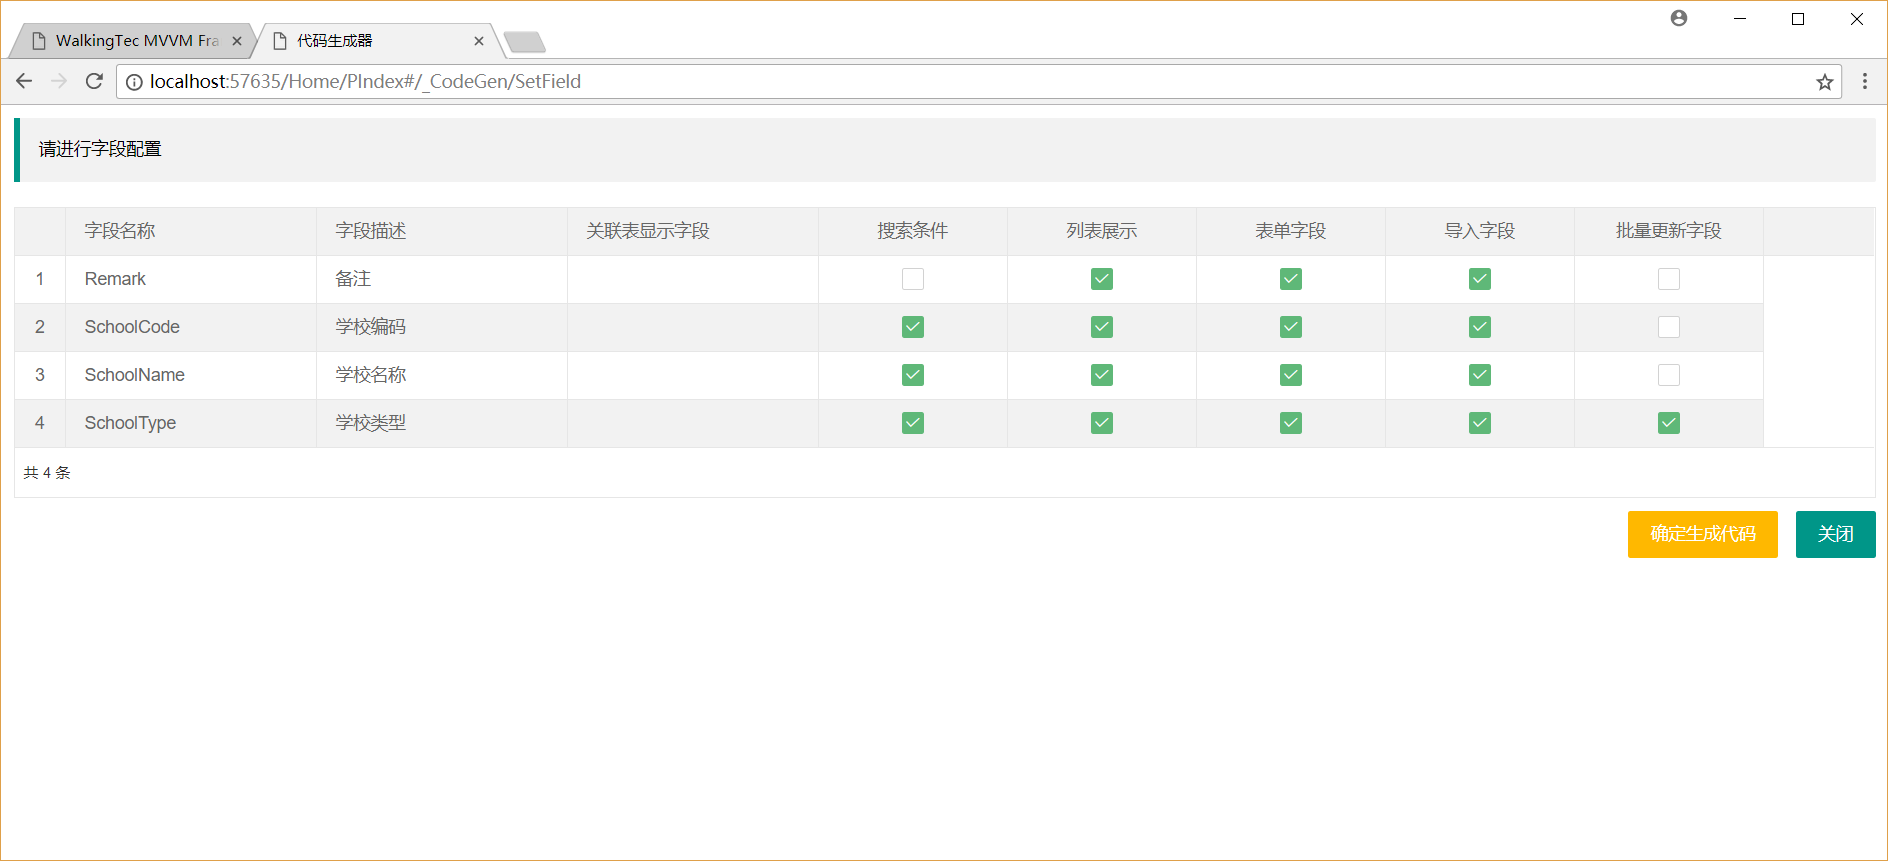 WalkingTec MVVM Fra
代码生成器
localhost:57635/Home/PIndex#/_CodeGen/SetField
请进行字段配置
字段名称 字段描述 关联表显示字段 搜索条件 列表展示 表单字段 导入字段 批量更新字段
1 Remark 备注
2 SchoolCode 学校编码
3 SchoolName 学校名称
4 SchoolType 学校类型
共 4 条
确定生成代码 关闭